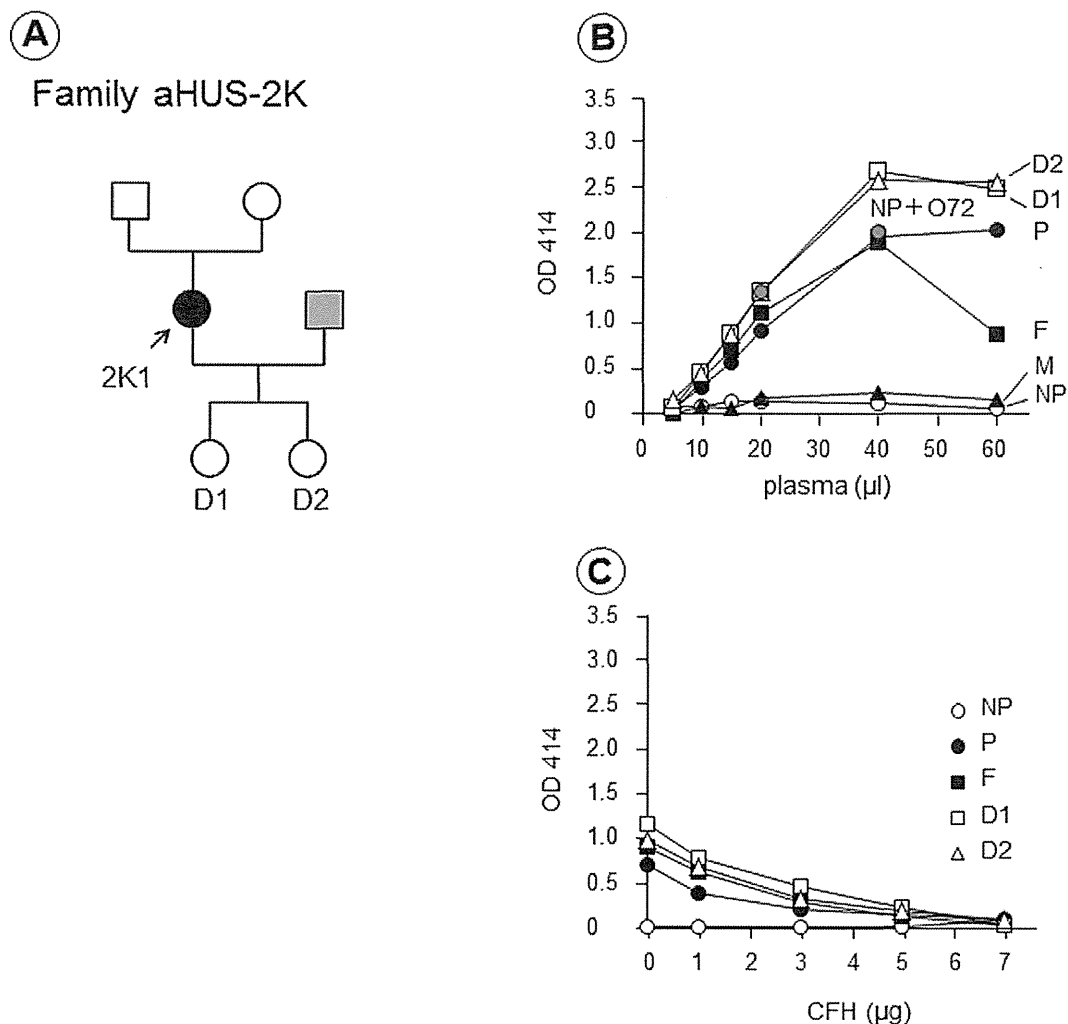 A
Family aHUS-2K
2K1
D1 D2
B
OD 414
3.5
3.0
2.5
2.0
1.5
1.0
0.5
0
0 10 20 30 40 50 60
plasma (µl)
NP+O72
D2
D1
P
F
M
NP
C
OD 414
3.5
3.0
2.5
2.0
1.5
1.0
0.5
0
0 1 2 3 4 5 6 7
CFH (µg)
NP
P
F
D1
D2